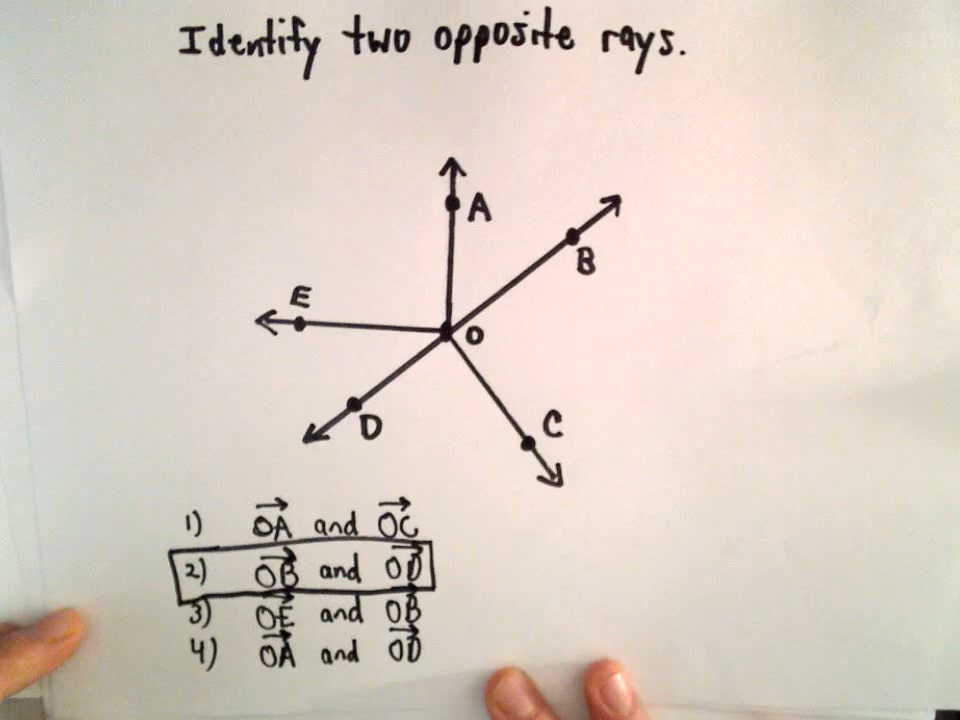 Identify two opposite rays.
A
B
E
O
D
C
1) OA and OC
2) OB and OD
3) OE and OB
4) OA and OD